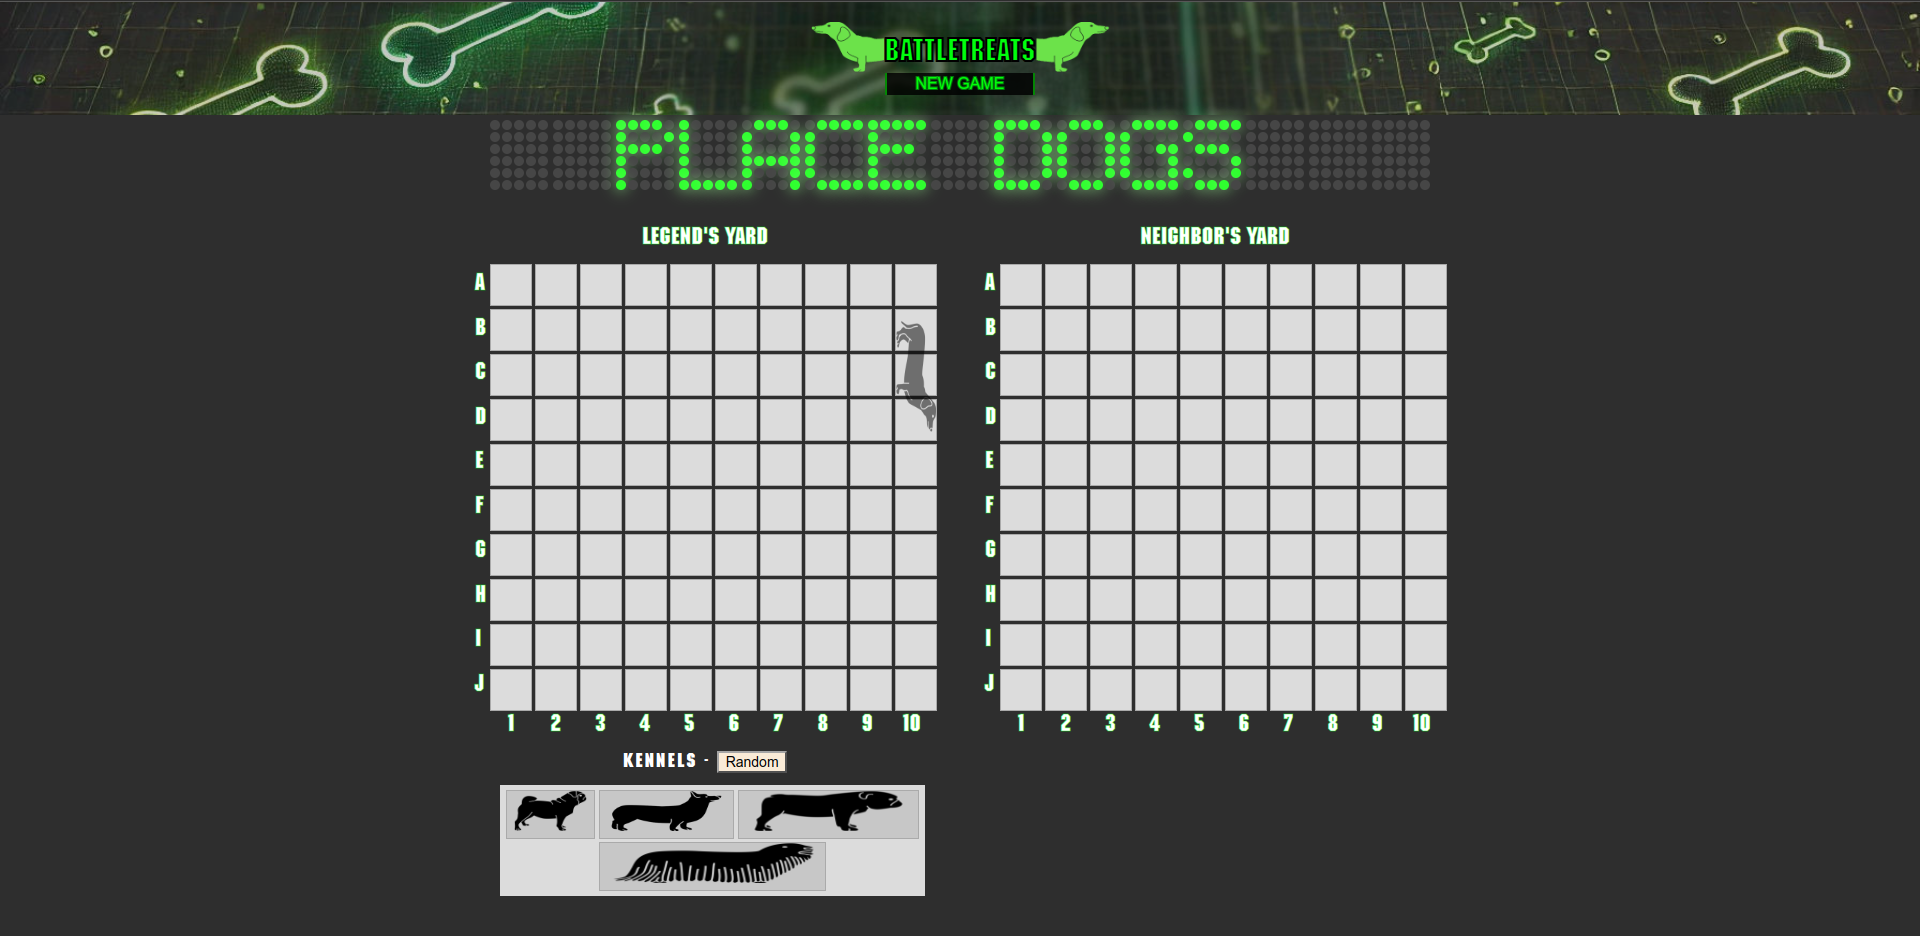 BATTLETREATS
NEW GAME
PLACE DOGS
LEGEND'S YARD
NEIGHBOR'S YARD
A
B
C
D
E
F
G
H
I
J
1 2 3 4 5 6 7 8 9 10
A
B
C
D
E
F
G
H
I
J
1 2 3 4 5 6 7 8 9 10
KENNELS - Random